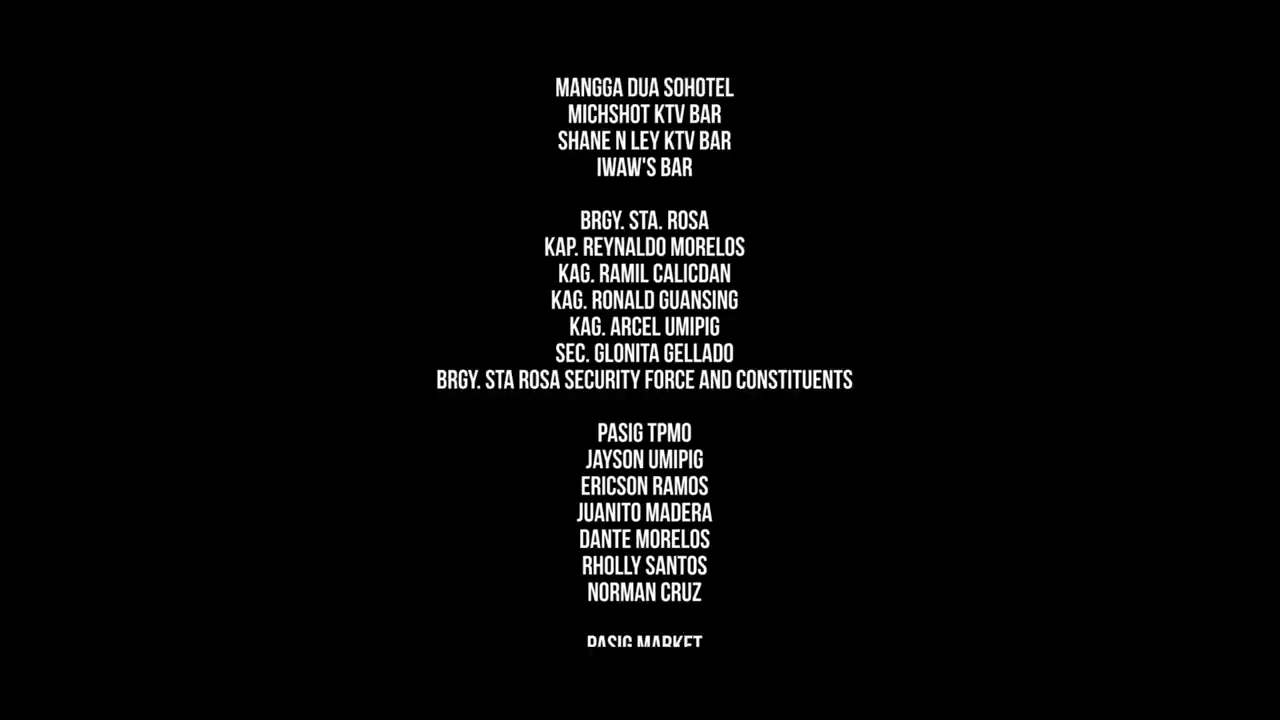 MANGGA DUA SOHOTEL
MICHSHOT KTV BAR
SHANE N LEY KTV BAR
IWAW'S BAR
BRGY. STA. ROSA
KAP. REYNALDO MORELOS
KAG. RAMIL CALICDAN
KAG. RONALD GUANSING
KAG. ARCEL UMIPIG
SEC. GLONITA GELLADO
BRGY. STA ROSA SECURITY FORCE AND CONSTITUENTS
PASIG TPMO
JAYSON UMIPIG
ERICSON RAMOS
JUANITO MADERA
DANTE MORELOS
RHOLLY SANTOS
NORMAN CRUZ
PASIG MARKET